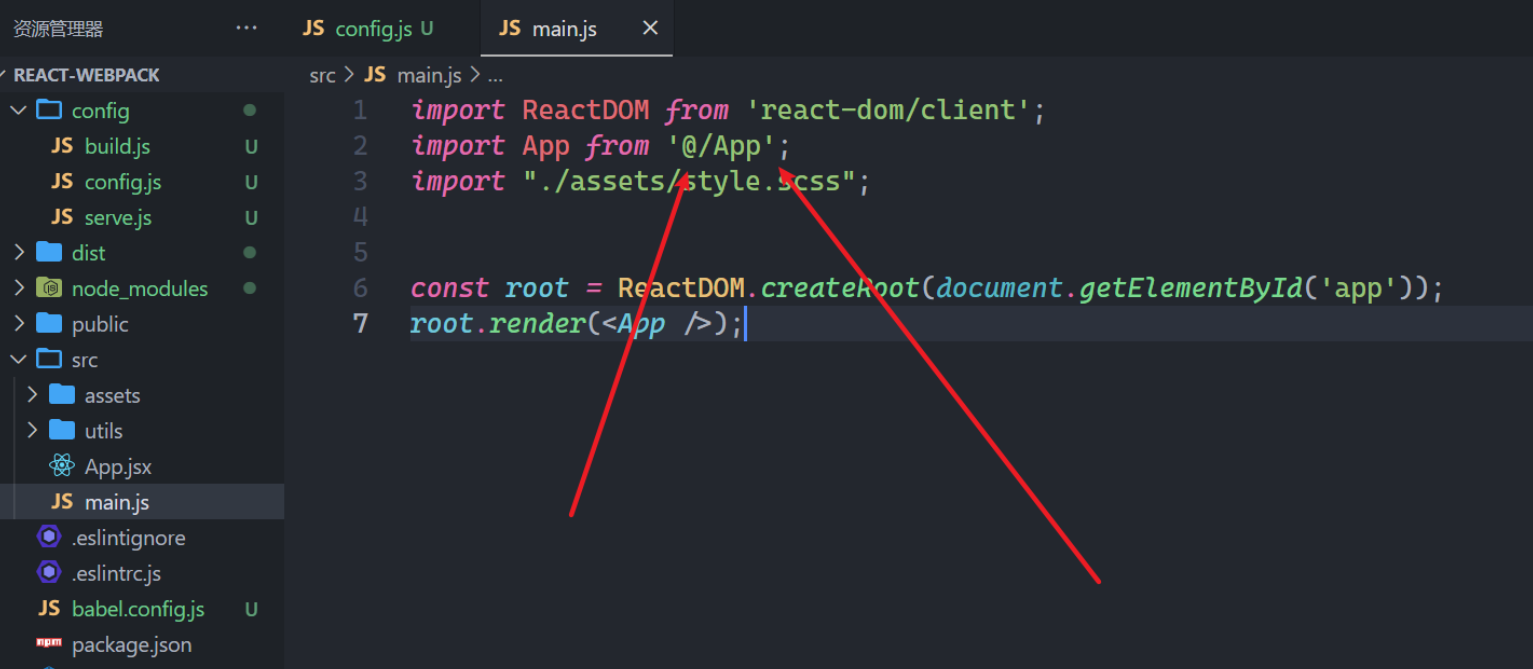 资源管理器 ...
REACT-WEBPACK
config
JS build.js U
JS config.js U
JS serve.js U
dist
node_modules
public
src
assets
utils
App.jsx
JS main.js
.eslintignore
.eslintrc.js
JS babel.config.js U
npm package.json
JS config.js U JS main.js ×
src > JS main.js > ...
1 import ReactDOM from 'react-dom/client';
2 import App from '@/App';
3 import "./assets/style.scss";
4
5
6 const root = ReactDOM.createRoot(document.getElementById('app'));
7 root.render(<App />);